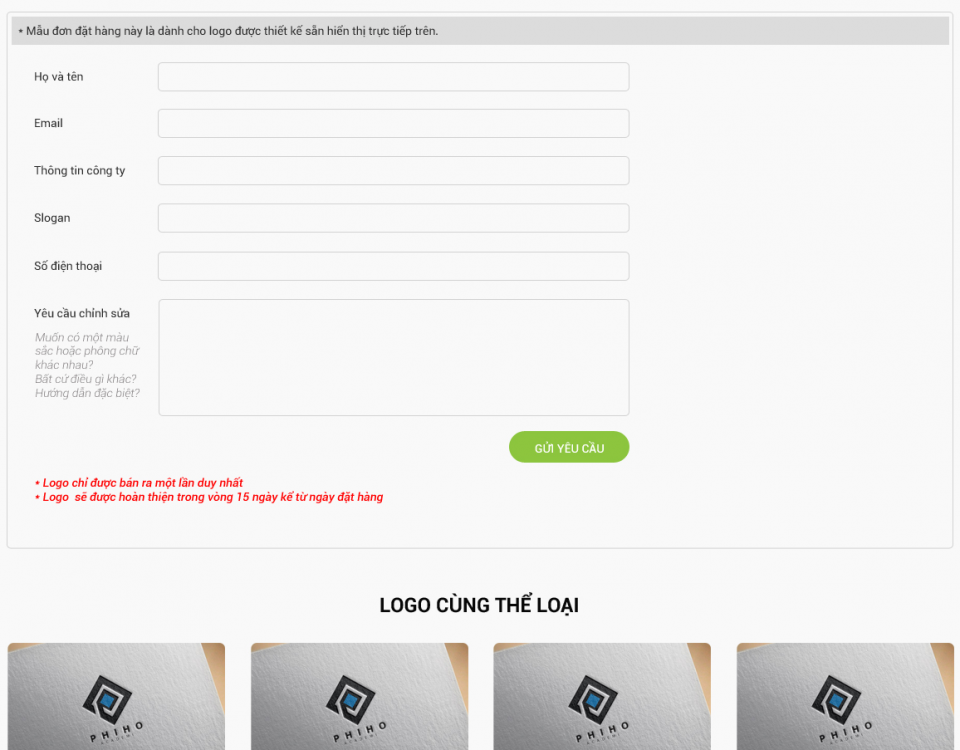 * Mẫu đơn đặt hàng này là dành cho logo được thiết kế sẵn hiển thị trực tiếp trên.
Họ và tên
Email
Thông tin công ty
Slogan
Số điện thoại
Yêu cầu chỉnh sửa
Muốn có một màu
sắc hoặc phông chữ
khác nhau?
Bất cứ điều gì khác?
Hướng dẫn đặc biệt?
GỬI YÊU CẦU
* Logo chỉ được bán ra một lần duy nhất
* Logo sẽ được hoàn thiện trong vòng 15 ngày kể từ ngày đặt hàng
LOGO CÙNG THỂ LOẠI
PHIHO
PHIHO
PHIHO
PHIHO